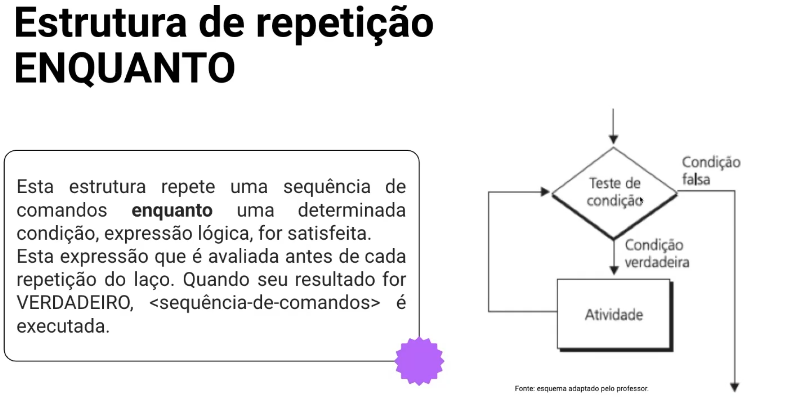 Estrutura de repetição
ENQUANTO
Esta estrutura repete uma sequência de
comandos enquanto uma determinada
condição, expressão lógica, for satisfeita.
Esta expressão que é avaliada antes de cada
repetição do laço. Quando seu resultado for
VERDADEIRO, <sequência-de-comandos> é
executada.
Teste de
condição
Condição
falsa
Condição
verdadeira
Atividade
Fonte: esquema adaptado pelo professor.